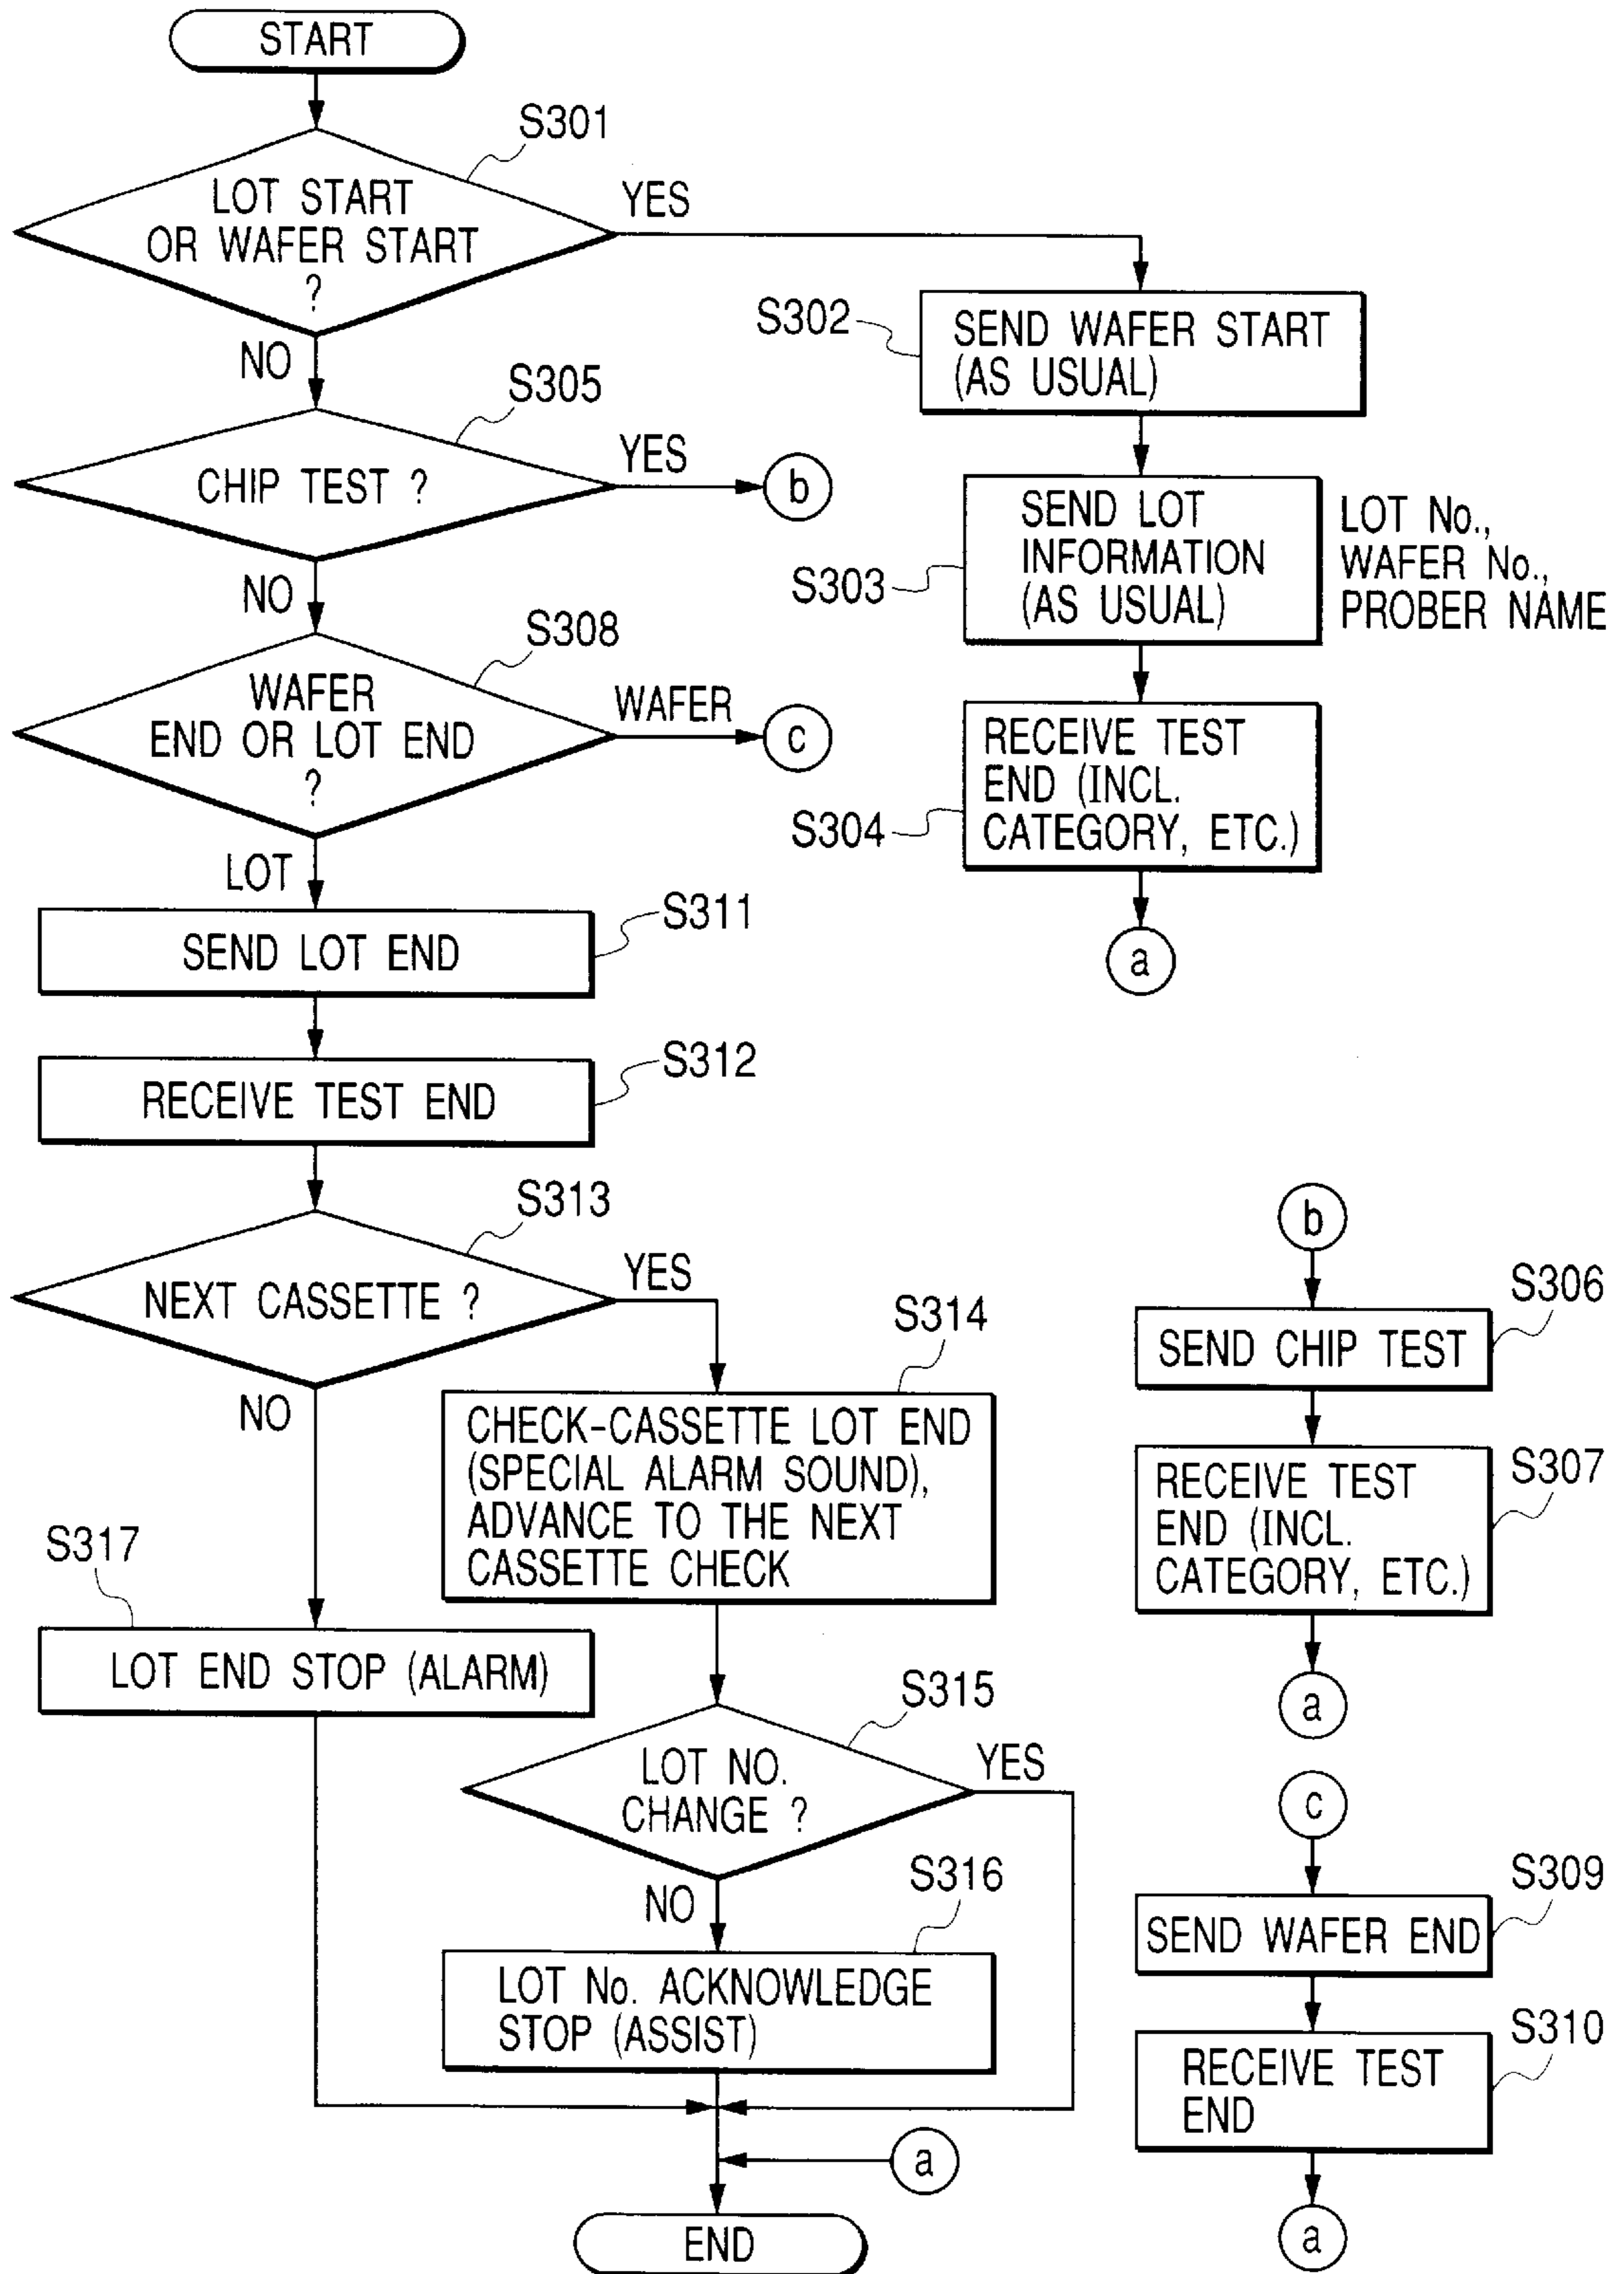 START
S301
LOT START
OR WAFER START
?
YES
NO
S302
SEND WAFER START
(AS USUAL)
S303
SEND LOT
INFORMATION
(AS USUAL)
LOT No.,
WAFER No.,
PROBER NAME
S304
RECEIVE TEST
END (INCL.
CATEGORY, ETC.)
a
S305
CHIP TEST ?
YES
b
NO
S308
WAFER
END OR LOT END
?
WAFER
c
LOT
S311
SEND LOT END
S312
RECEIVE TEST END
S313
NEXT CASSETTE ?
YES
NO
S314
CHECK-CASSETTE LOT END
(SPECIAL ALARM SOUND),
ADVANCE TO THE NEXT
CASSETTE CHECK
S317
LOT END STOP (ALARM)
S315
LOT NO.
CHANGE ?
YES
NO
S316
LOT No. ACKNOWLEDGE
STOP (ASSIST)
a
END
b
S306
SEND CHIP TEST
S307
RECEIVE TEST
END (INCL.
CATEGORY, ETC.)
a
c
S309
SEND WAFER END
S310
RECEIVE TEST
END
a